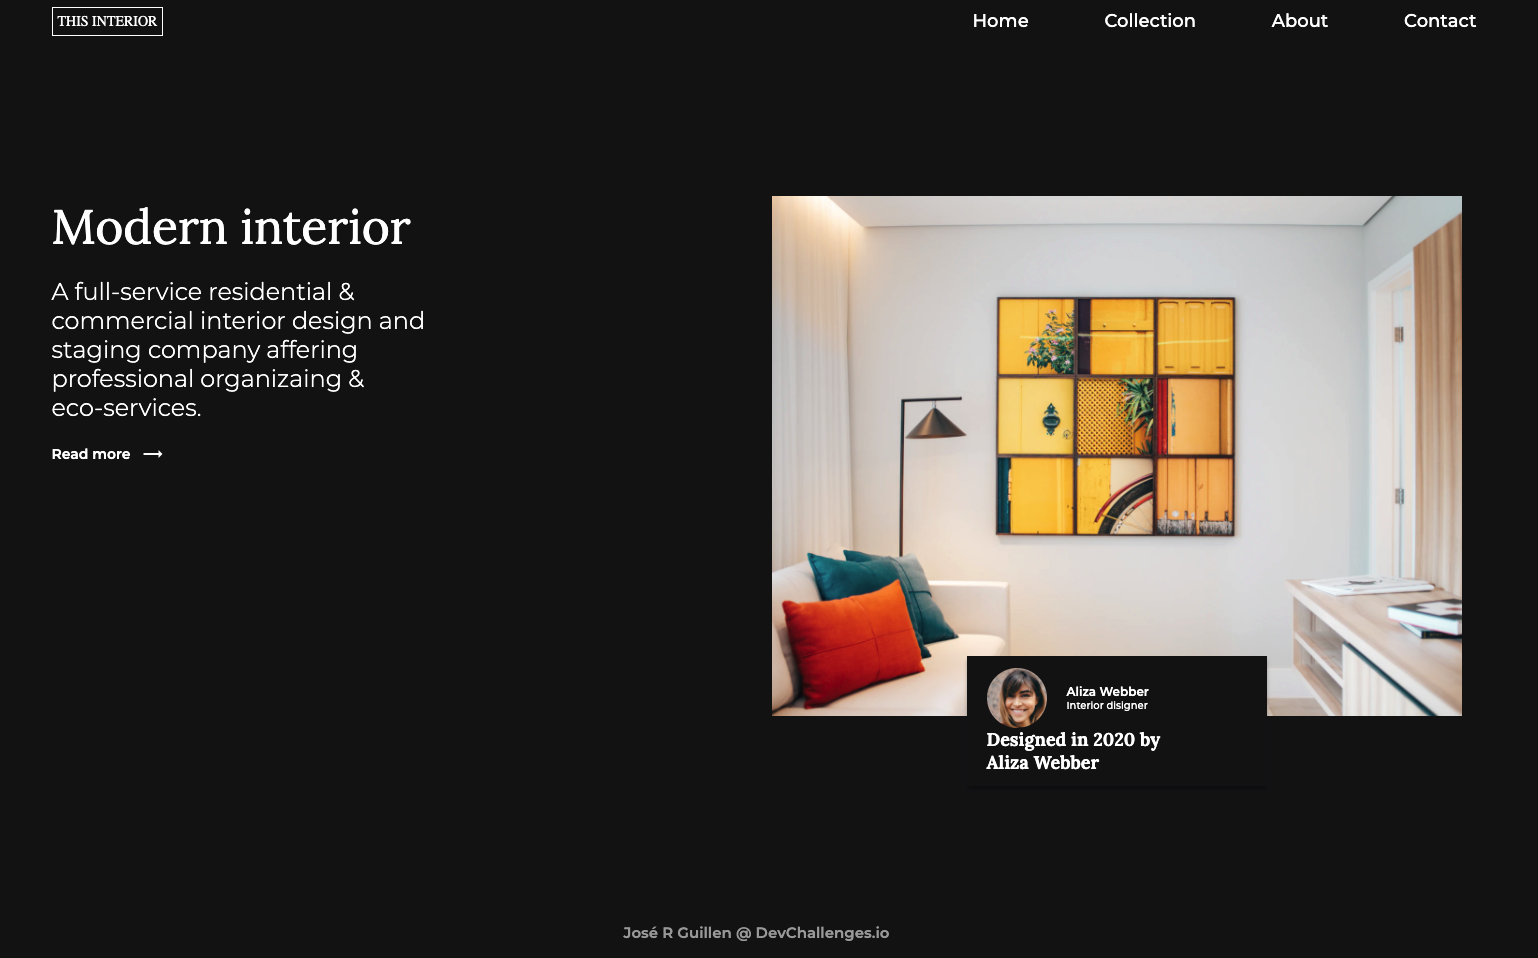 THIS INTERIOR
Home
Collection
About
Contact
Modern interior
A full-service residential &
commercial interior design and
staging company affering
professional organizaing &
eco-services.
Read more
Aliza Webber
Interior disigner
Designed in 2020 by
Aliza Webber
José R Guillen @ DevChallenges.io